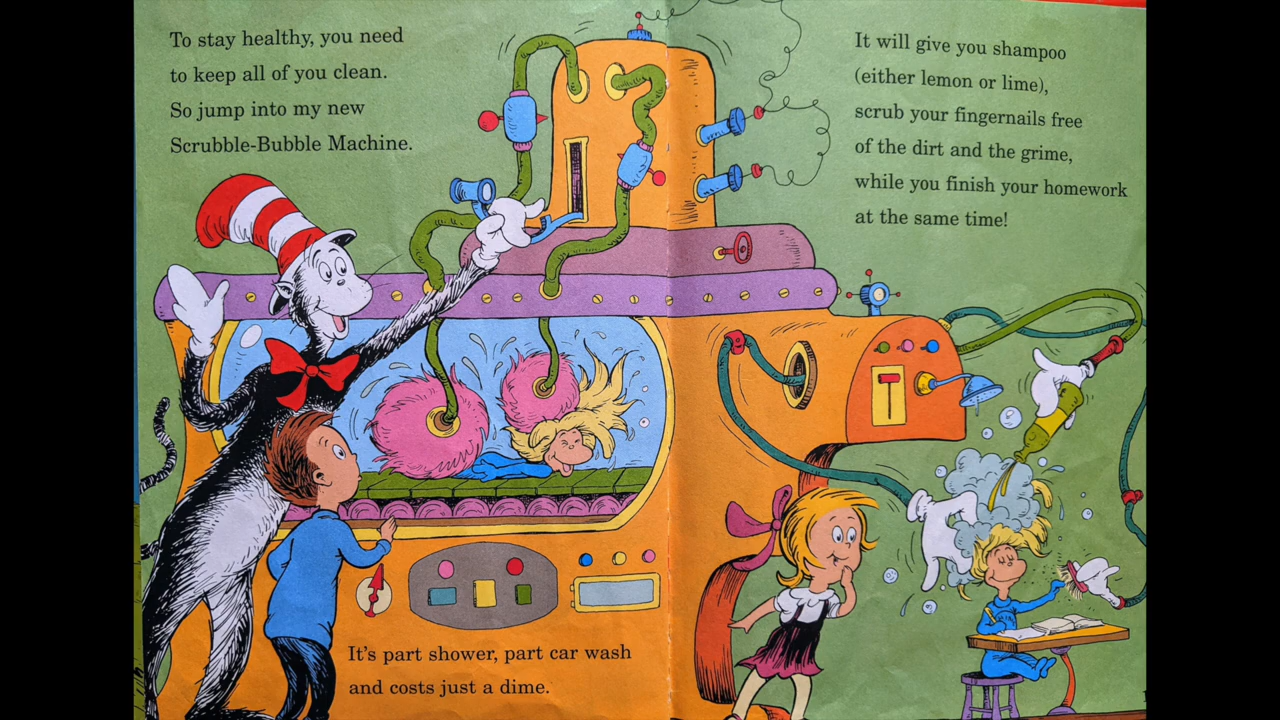 To stay healthy, you need
to keep all of you clean.
So jump into my new
Scrubble-Bubble Machine.
It's part shower, part car wash
and costs just a dime.
It will give you shampoo
(either lemon or lime),
scrub your fingernails free
of the dirt and the grime,
while you finish your homework
at the same time!